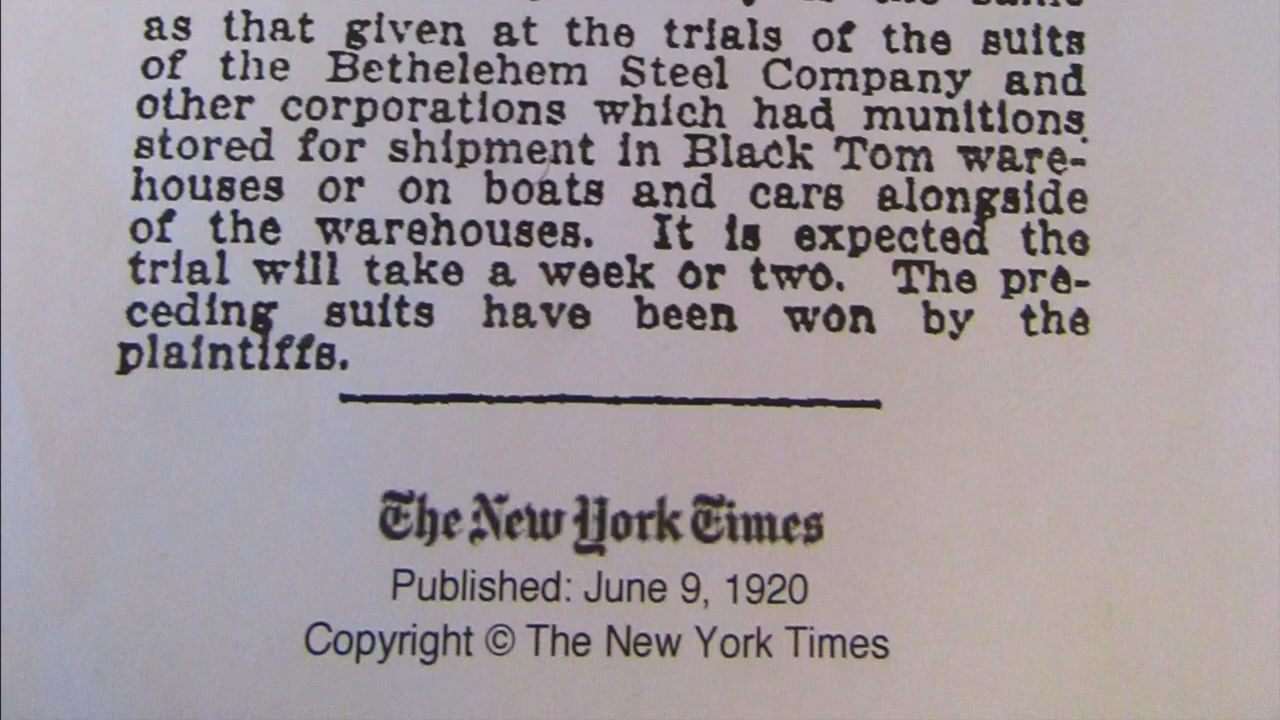 as that given at the trials of the suits
of the Bethelehem Steel Company and
other corporations which had munitions
stored for shipment in Black Tom ware-
houses or on boats and cars alongside
of the warehouses. It is expected the
trial will take a week or two. The pre-
ceding suits have been won by the
plaintiffs.
The New York Times
Published: June 9, 1920
Copyright © The New York Times